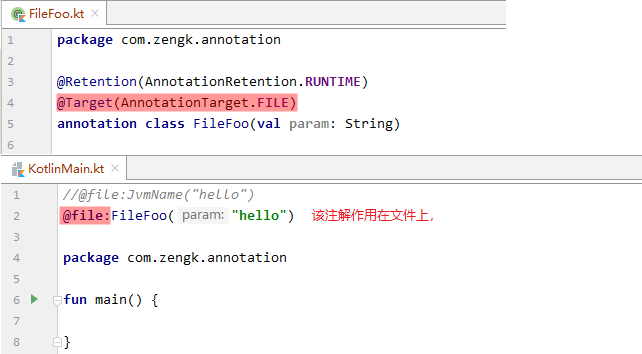 FileFoo.kt ×
1 package com.zengk.annotation
2
3 @Retention(AnnotationRetention.RUNTIME)
4 @Target(AnnotationTarget.FILE)
5 annotation class FileFoo(val param: String)
6
KotlinMain.kt ×
1 //@file:JvmName("hello")
2 @file:FileFoo( param: "hello") 该注解作用在文件上,
3
4 package com.zengk.annotation
5
6 fun main() {
7
8 }